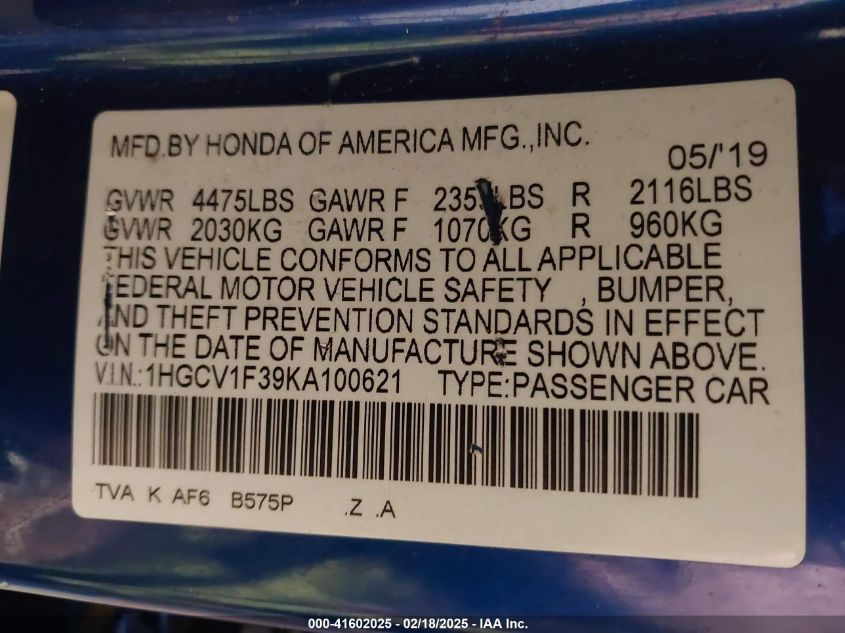 MFD.BY HONDA OF AMERICA MFG.,INC. 05/'19
GVWR 4475LBS GAWR F LBS R 2116LBS
GVWR 2030KG GAWR F 1070KG R 960KG
THIS VEHICLE CONFORMS TO ALL APPLICABLE
FEDERAL MOTOR VEHICLE SAFETY , BUMPER,
AND THEFT PREVENTION STANDARDS IN EFFECT
ON THE DATE OF MANUFACTURE SHOWN ABOVE.
V.I.N.:1HGCV1F39KA100621 TYPE:PASSENGER CAR
TVA K AF6 B575P .Z .A
000-41602025 - 02/18/2025 - IAA Inc.